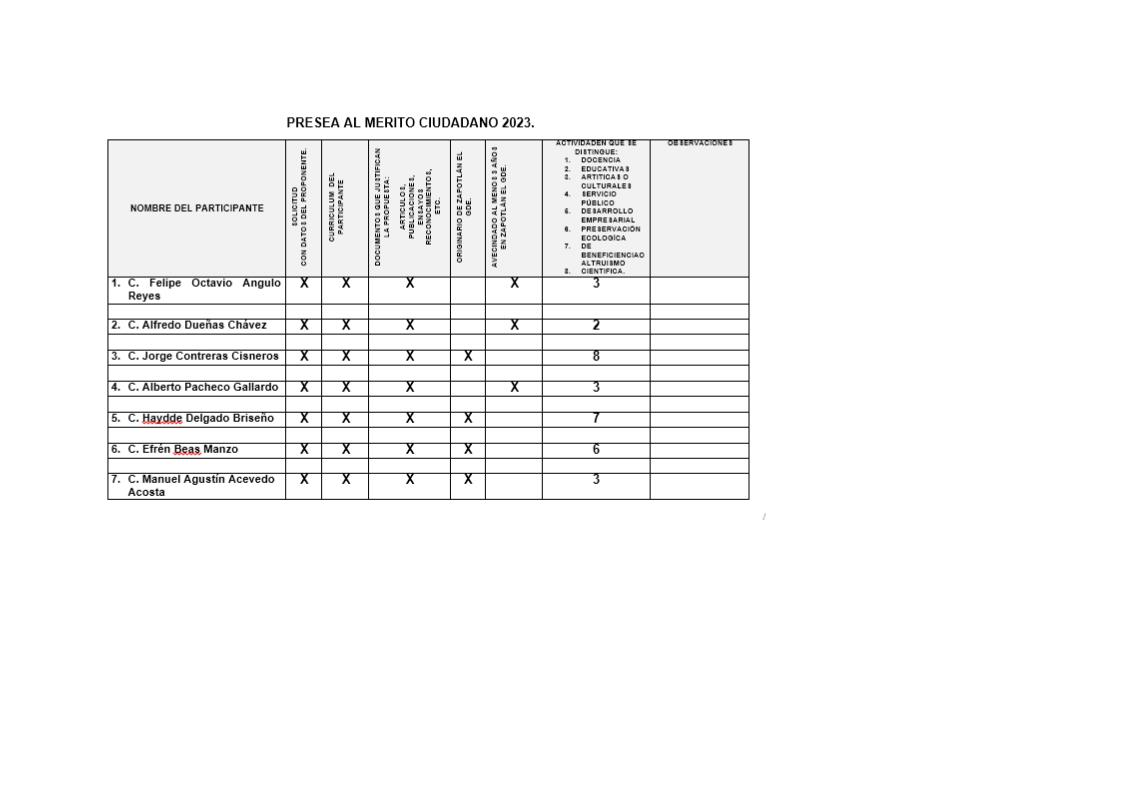 PRESEA AL MERITO CIUDADANO 2023.
NOMBRE DEL PARTICIPANTE
SOLICITUD
CON DATOS DEL PROPONENTE.
CURRICULUM DEL
PARTICIPANTE
DOCUMENTOS QUE JUSTIFICAN
LA PROPUESTA:
ARTICULOS,
PUBLICACIONES,
ENSAYOS
RECONOCIMIENTOS,
ETC.
ORIGINARIO DE ZAPOTLÁN EL
GDE.
AVECINDADO AL MENOS 3 AÑOS
EN ZAPOTLÁN EL GDE.
ACTIVIDADEN QUE SE
DISTINGUE:
1. DOCENCIA
2. EDUCATIVAS
3. ARTITICAS O
CULTURALES
4. SERVICIO
PÚBLICO
5. DESARROLLO
EMPRESARIAL
6. PRESERVACIÓN
ECOLOGÍCA
7. DE
BENEFICIENCIAO
ALTRUISMO
8. CIENTIFICA.
OBSERVACIONES
1. C. Felipe Octavio Angulo X X X X 3
Reyes
2. C. Alfredo Dueñas Chávez X X X X 2
3. C. Jorge Contreras Cisneros X X X X 8
4. C. Alberto Pacheco Gallardo X X X X 3
5. C. Haydde Delgado Briseño X X X X 7
6. C. Efrén Beas Manzo X X X X 6
7. C. Manuel Agustín Acevedo X X X X 3
Acosta
/